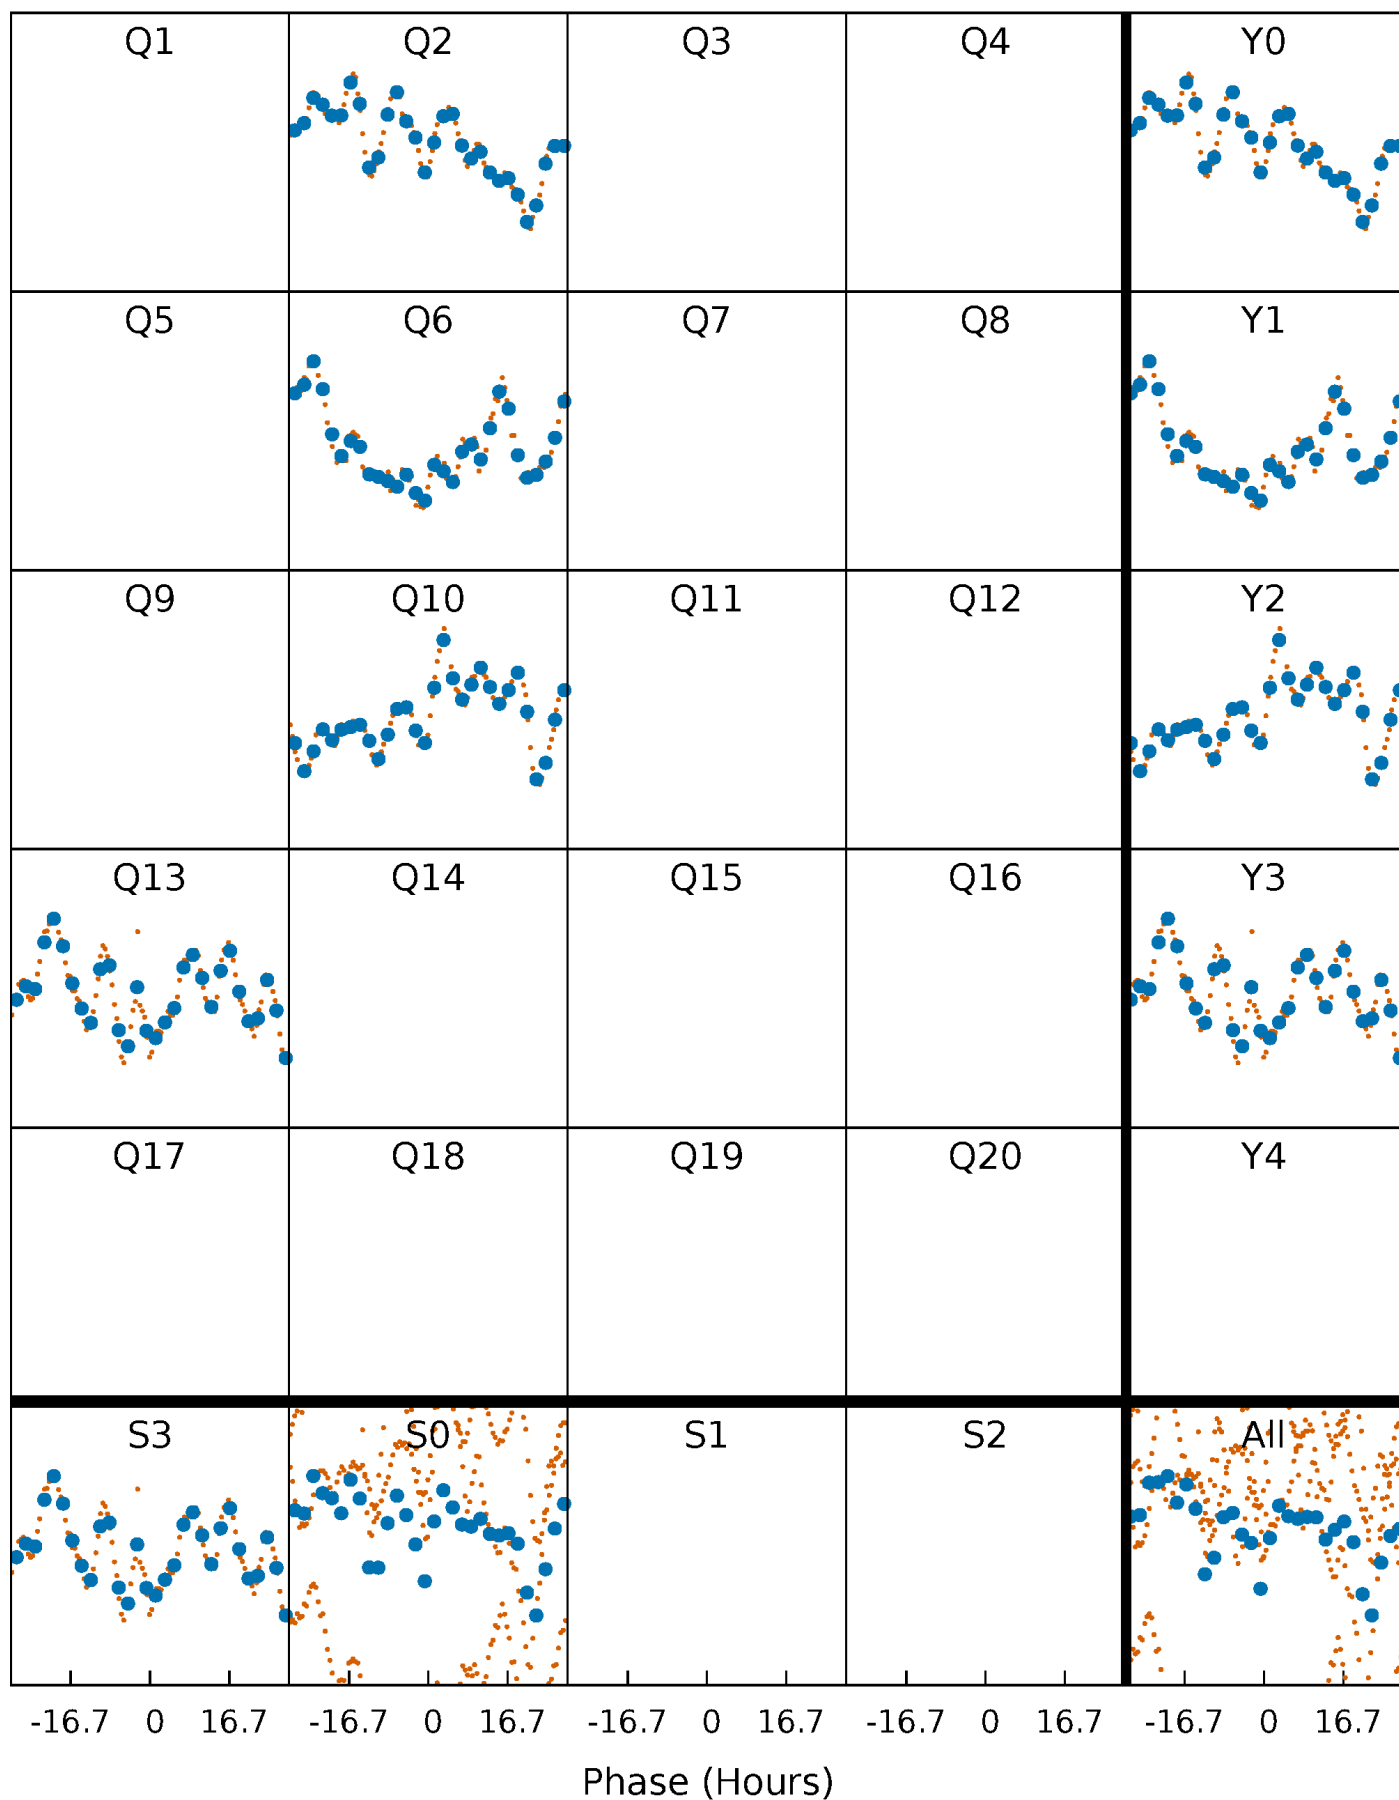 Q1 Q2 Q3 Q4 Y0
Q5 Q6 Q7 Q8 Y1
Q9 Q10 Q11 Q12 Y2
Q13 Q14 Q15 Q16 Y3
Q17 Q18 Q19 Q20 Y4
S3 S0 S1 S2 All
-16.7 0 16.7 -16.7 0 16.7 -16.7 0 16.7 -16.7 0 16.7 -16.7 0 16.7
Phase (Hours)